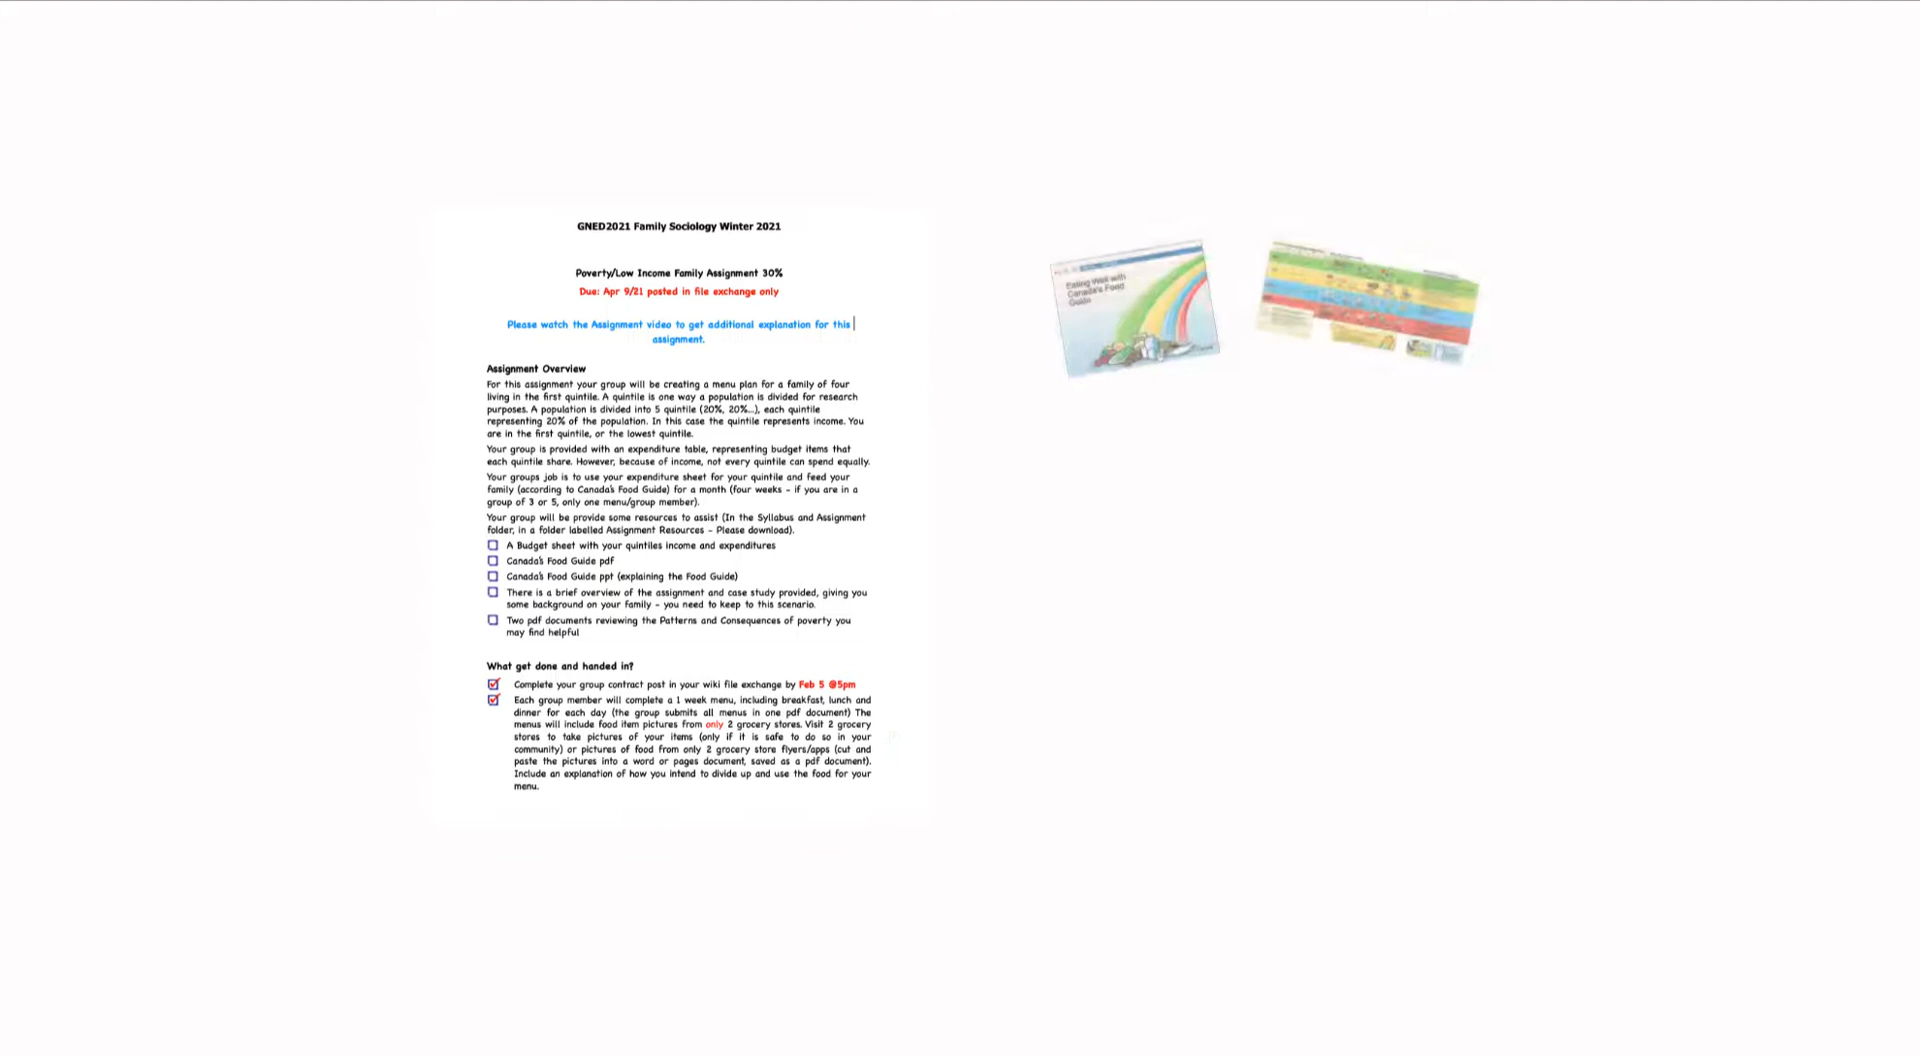 GNED2021 Family Sociology Winter 2021
Poverty/Low Income Family Assignment 30%
Due: Apr 9/21 posted in file exchange only
Please watch the Assignment video to get additional explanation for this
assignment.
Assignment Overview
For this assignment your group will be creating a menu plan for a family of four
living in the first quintile. A quintile is one way a population is divided for research
purposes. A population is divided into 5 quintile (20%, 20%...), each quintile
representing 20% of the population. In this case the quintile represents income. You
are in the first quintile, or the lowest quintile.
Your group is provided with an expenditure table, representing budget items that
each quintile share. However, because of income, not every quintile can spend equally.
Your groups job is to use your expenditure sheet for your quintile and feed your
family (according to Canada's Food Guide) for a month (four weeks - if you are in a
group of 3 or 5, only one menu/group member).
Your group will be provide some resources to assist (In the Syllabus and Assignment
folder, in a folder labelled Assignment Resources - Please download).
A Budget sheet with your quintiles income and expenditures
Canada's Food Guide pdf
Canada's Food Guide ppt (explaining the Food Guide)
There is a brief overview of the assignment and case study provided, giving you
some background on your family - you need to keep to this scenario.
Two pdf documents reviewing the Patterns and Consequences of poverty you
may find helpful
What get done and handed in?
Complete your group contract post in your wiki file exchange by Feb 5 @5pm
Each group member will complete a 1 week menu, including breakfast, lunch and
dinner for each day (the group submits all menus in one pdf document) The
menus will include food item pictures from only 2 grocery stores. Visit 2 grocery
stores to take pictures of your items (only if it is safe to do so in your
community) or pictures of food from only 2 grocery store flyers/apps (cut and
paste the pictures into a word or pages document, saved as a pdf document).
Include an explanation of how you intend to divide up and use the food for your
menu.
Eating Well with
Canada's Food
Guide